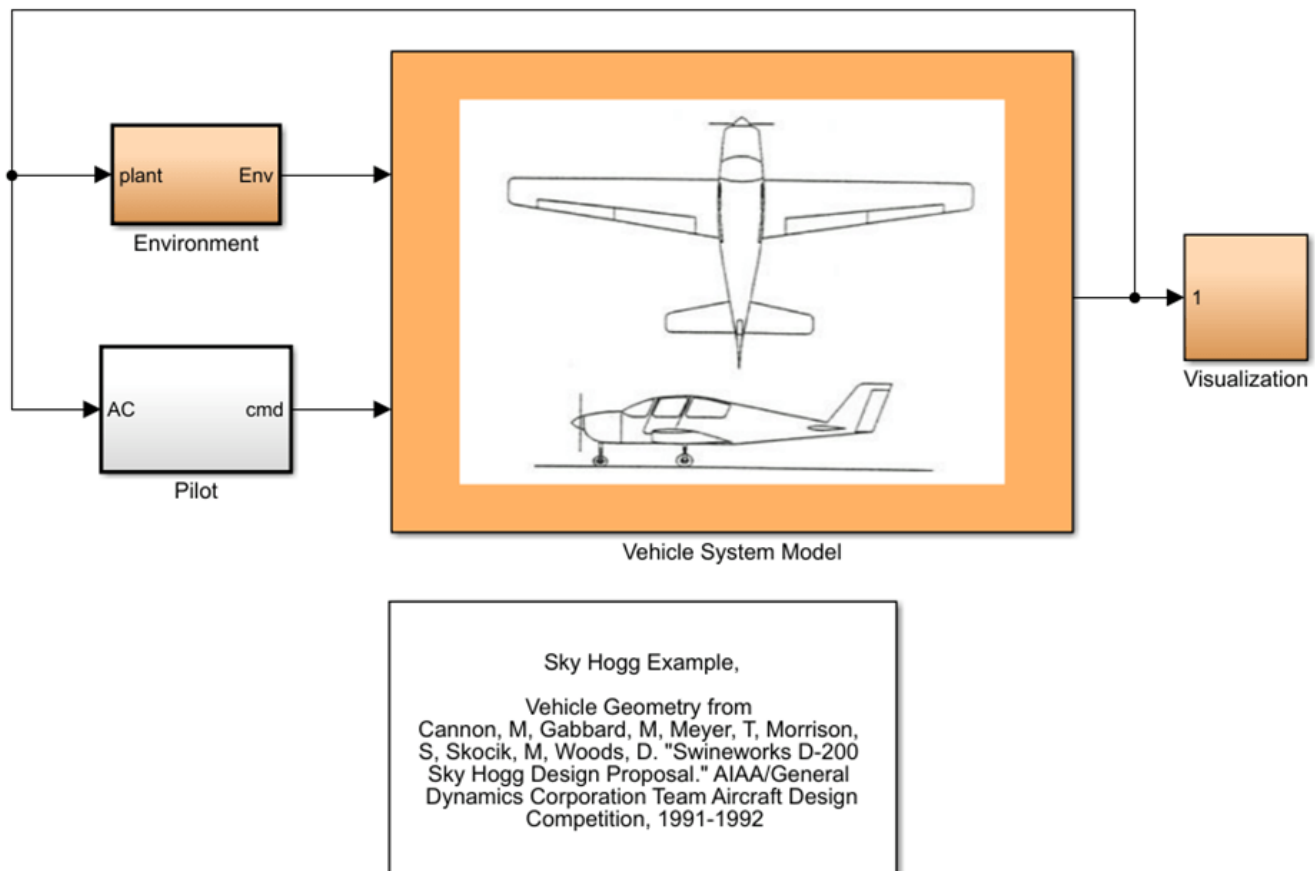 plant
Env
Environment
AC
cmd
Pilot
Vehicle System Model
1
Visualization
Sky Hogg Example,
Vehicle Geometry from
Cannon, M, Gabbard, M, Meyer, T, Morrison,
S, Skocik, M, Woods, D. "Swineworks D-200
Sky Hogg Design Proposal." AIAA/General
Dynamics Corporation Team Aircraft Design
Competition, 1991-1992